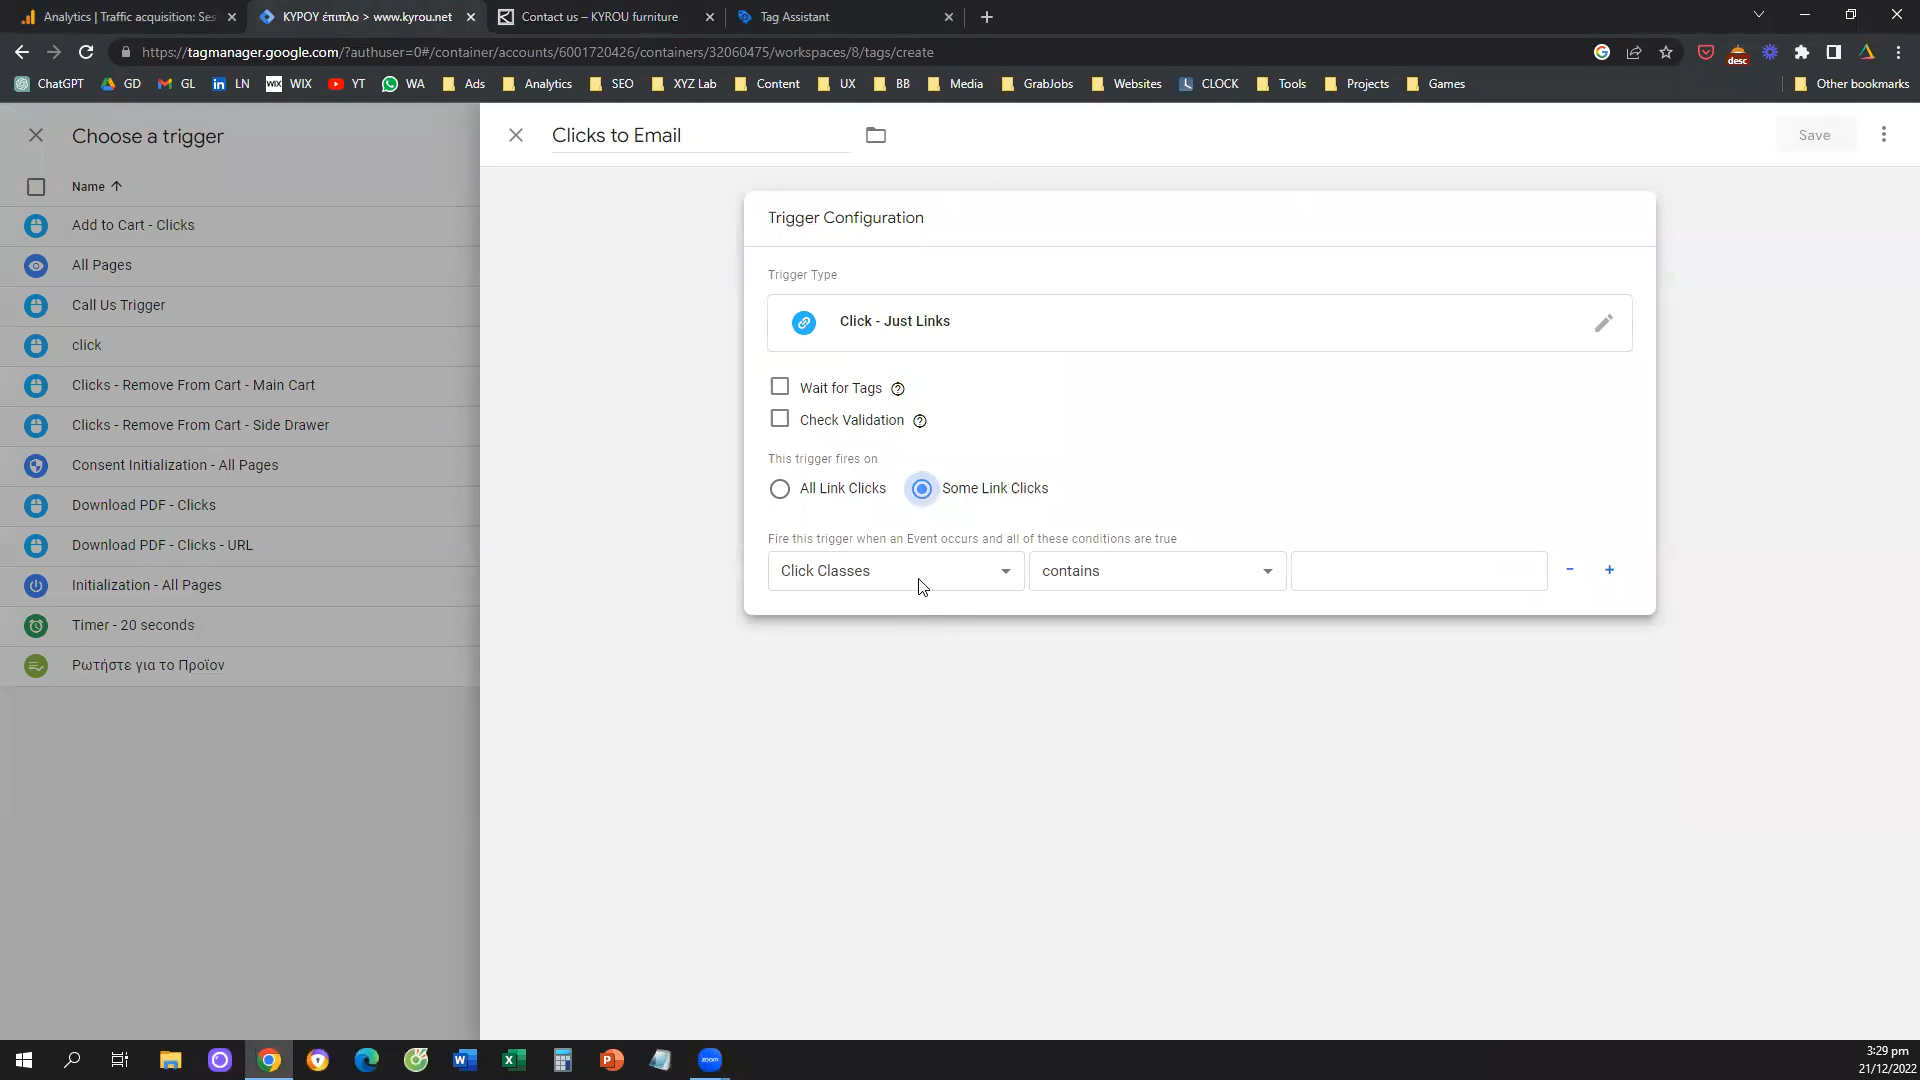 Analytics | Traffic acquisition: Ses
ΚΥΡΟΥ έπιπλο > www.kyrou.net
Contact us – KYROU furniture
Tag Assistant
https://tagmanager.google.com/?authuser=0#/container/accounts/6001720426/containers/32060475/workspaces/8/tags/create
desc
ChatGPT GD GL LN WIX WIX YT WA Ads Analytics SEO XYZ Lab Content UX BB Media GrabJobs Websites CLOCK Tools Projects Games Other bookmarks
Choose a trigger
Name
Add to Cart - Clicks
All Pages
Call Us Trigger
click
Clicks - Remove From Cart - Main Cart
Clicks - Remove From Cart - Side Drawer
Consent Initialization - All Pages
Download PDF - Clicks
Download PDF - Clicks - URL
Initialization - All Pages
Timer - 20 seconds
Ρωτήστε για το Προϊον
Clicks to Email
Save
Trigger Configuration
Trigger Type
Click - Just Links
Wait for Tags
Check Validation
This trigger fires on
All Link Clicks Some Link Clicks
Fire this trigger when an Event occurs and all of these conditions are true
Click Classes contains - +
zoom
3:29 pm
21/12/2022